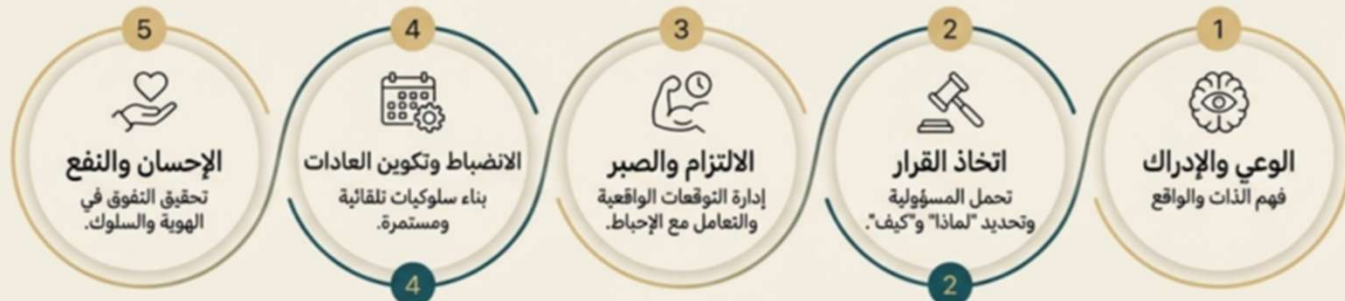 1
الوعي والإدراك
فهم الذات والواقع
2
اتخاذ القرار
تحمل المسؤولية
وتحديد "لماذا" و"كيف".
2
3
الالتزام والصبر
إدارة التوقعات الواقعية
والتعامل مع الإحباط.
4
الانضباط وتكوين العادات
بناء سلوكيات تلقائية
ومستمرة.
4
5
الإحسان والنفع
تحقيق التفوق في
الهوية والسلوك.